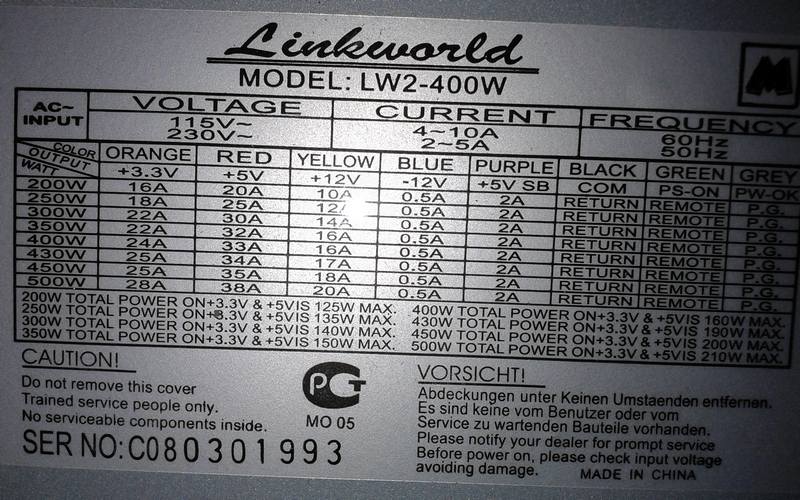 Linkworld
MODEL: LW2-400W
M
AC~ INPUT VOLTAGE CURRENT FREQUENCY
115V~ 4~10A 60Hz
230V~ 2~5A 50Hz
COLOR OUTPUT WATT ORANGE RED YELLOW BLUE PURPLE BLACK GREEN GREY
+3.3V +5V +12V -12V +5V SB COM PS-ON PW-OK
200W 16A 20A 10A 0.5A 2A RETURN REMOTE P.G.
250W 18A 25A 12A 0.5A 2A RETURN REMOTE P.G.
300W 22A 30A 14A 0.5A 2A RETURN REMOTE P.G.
350W 22A 32A 16A 0.5A 2A RETURN REMOTE P.G.
400W 24A 33A 16A 0.5A 2A RETURN REMOTE P.G.
430W 25A 34A 17A 0.5A 2A RETURN REMOTE P.G.
450W 25A 35A 18A 0.5A 2A RETURN REMOTE P.G.
500W 28A 38A 20A 0.5A 2A RETURN REMOTE P.G.
200W TOTAL POWER ON+3.3V & +5VIS 125W MAX. 400W TOTAL POWER ON+3.3V & +5VIS 160W MAX.
250W TOTAL POWER ON+3.3V & +5VIS 135W MAX. 430W TOTAL POWER ON+3.3V & +5VIS 190W MAX.
300W TOTAL POWER ON+3.3V & +5VIS 140W MAX. 450W TOTAL POWER ON+3.3V & +5VIS 200W MAX.
350W TOTAL POWER ON+3.3V & +5VIS 150W MAX. 500W TOTAL POWER ON+3.3V & +5VIS 210W MAX.
CAUTION!
Do not remove this cover
Trained service people only.
No serviceable components inside.
SER NO:C080301993
PCT
MO 05
VORSICHT!
Abdeckungen unter Keinen Umstaenden entfernen.
Es sind keine vom Benutzer oder vom
Service zu wartenden Bauteile vorhanden.
Please notify your dealer for prompt service
Before power on, please check input voltage
avoiding damage. MADE IN CHINA